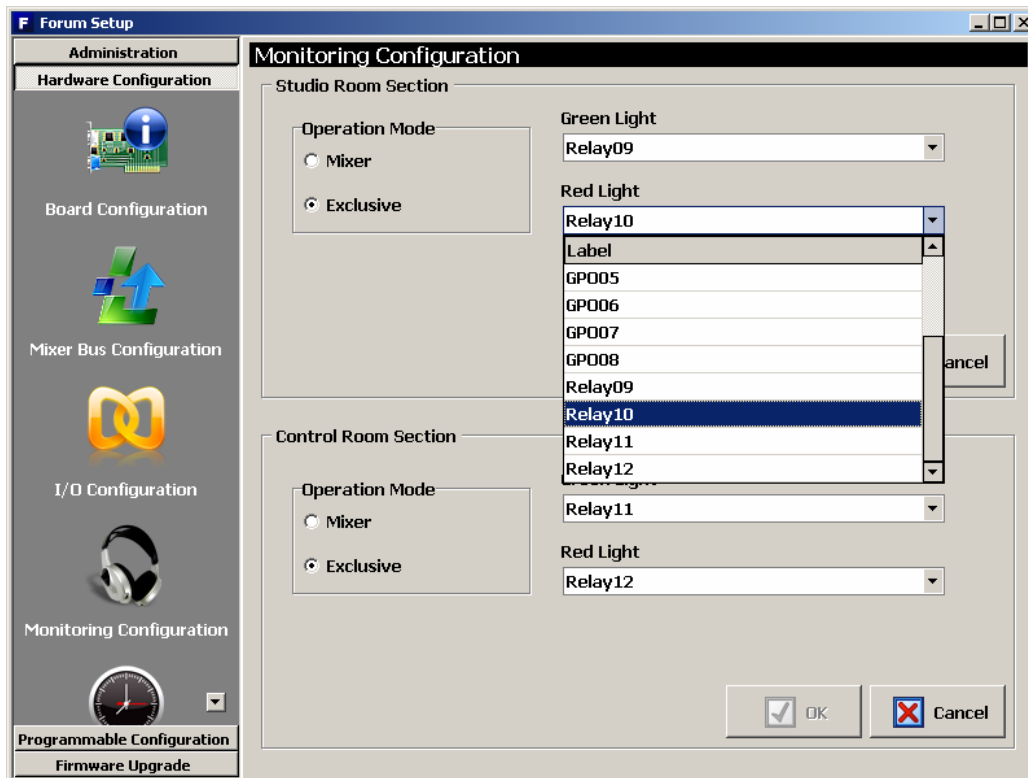 F Forum Setup
Administration
Hardware Configuration
Board Configuration
Mixer Bus Configuration
I/O Configuration
Monitoring Configuration
Programmable Configuration
Firmware Upgrade
Monitoring Configuration
Studio Room Section
Operation Mode
Mixer
Exclusive
Green Light
Relay09
Red Light
Relay10
Label
GPO05
GPO06
GPO07
GPO08
Relay09
Relay10
Relay11
Relay12
ancel
Control Room Section
Operation Mode
Mixer
Exclusive
Green Light
Relay11
Red Light
Relay12
OK
Cancel